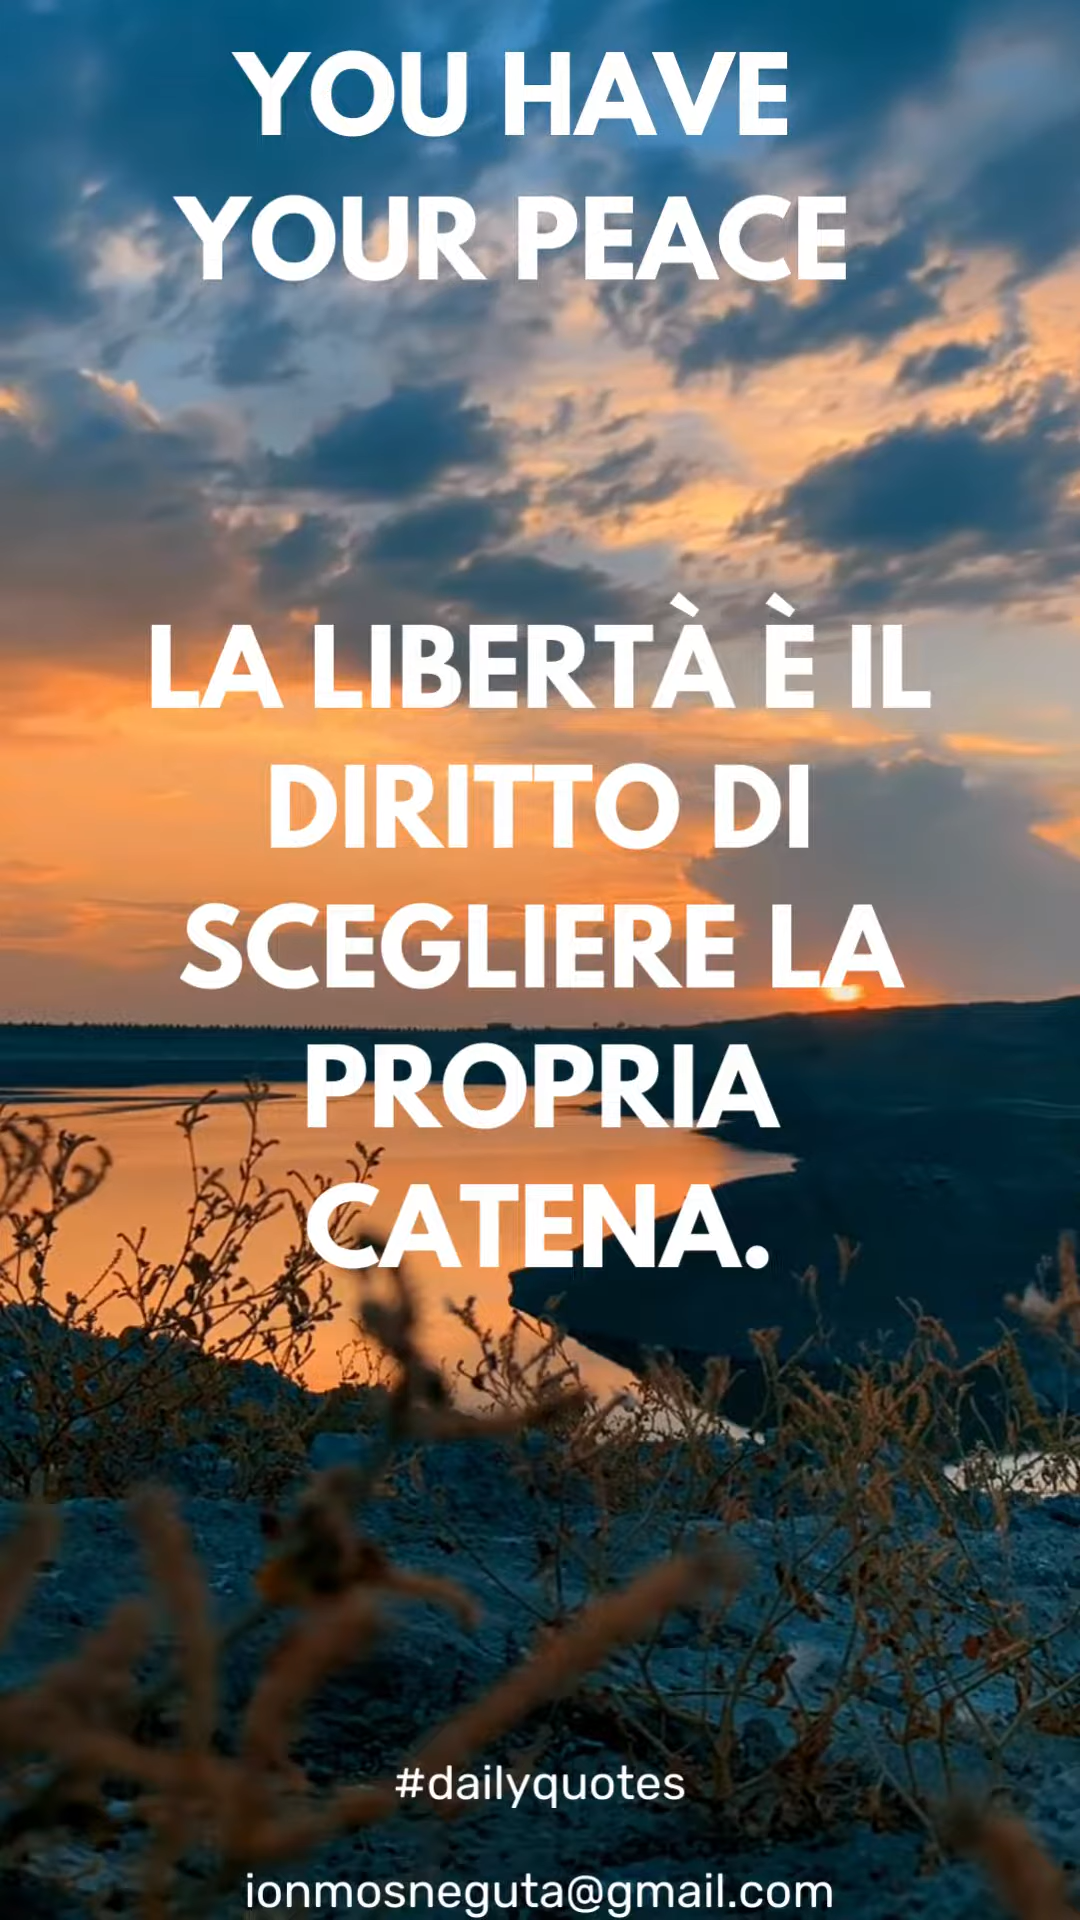 YOU HAVE
YOUR PEACE
LA LIBERTÀ È IL
DIRITTO DI
SCEGLIERE LA
PROPRIA
CATENA.
#dailyquotes
ionmosneguta@gmail.com